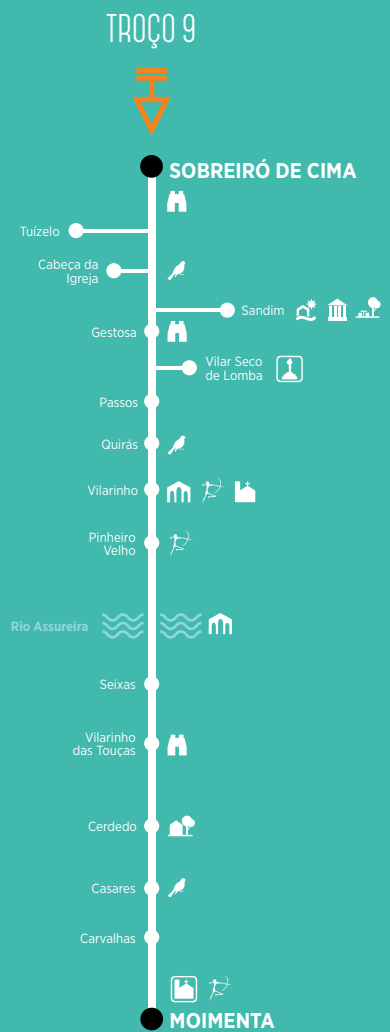 TROÇO 9
SOBREIRÓ DE CIMA
Tuízelo
Cabeça da
Igreja
Sandim
Gestosa
Vilar Seco
de Lomba
Passos
Quirás
Vilarinho
Pinheiro
Velho
Rio Assureira
Seixas
Vilarinho
das Touças
Cerdedo
Casares
Carvalhas
MOIMENTA